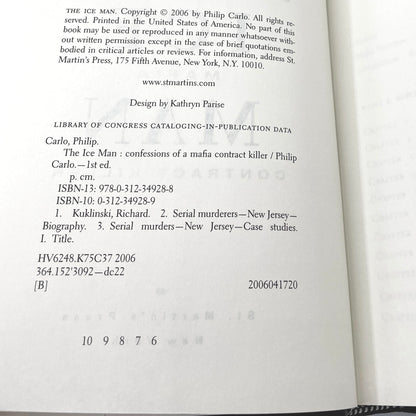 THE ICE MAN. Copyright © 2006 by Philip Carlo. All rights re-
served. Printed in the United States of America. No part of this
book may be used or reproduced in any manner whatsoever with-
out written permission except in the case of brief quotations em-
bodied in critical articles or reviews. For information, address St.
Martin's Press, 175 Fifth Avenue, New York, N.Y. 10010.
www.stmartins.com
Design by Kathryn Parise
LIBRARY OF CONGRESS CATALOGING-IN-PUBLICATION DATA
Carlo, Philip.
The Ice Man : confessions of a mafia contract killer / Philip
Carlo.—1st ed.
p. cm.
ISBN-13: 978-0-312-34928-8
ISBN-10: 0-312-34928-9
1. Kuklinski, Richard. 2. Serial murderers—New Jersey—
Biography. 3. Serial murders—New Jersey—Case studies.
I. Title.
HV6248.K75C37 2006
364.152'3092—dc22
[B] 2006041720
10 9 8 7 6